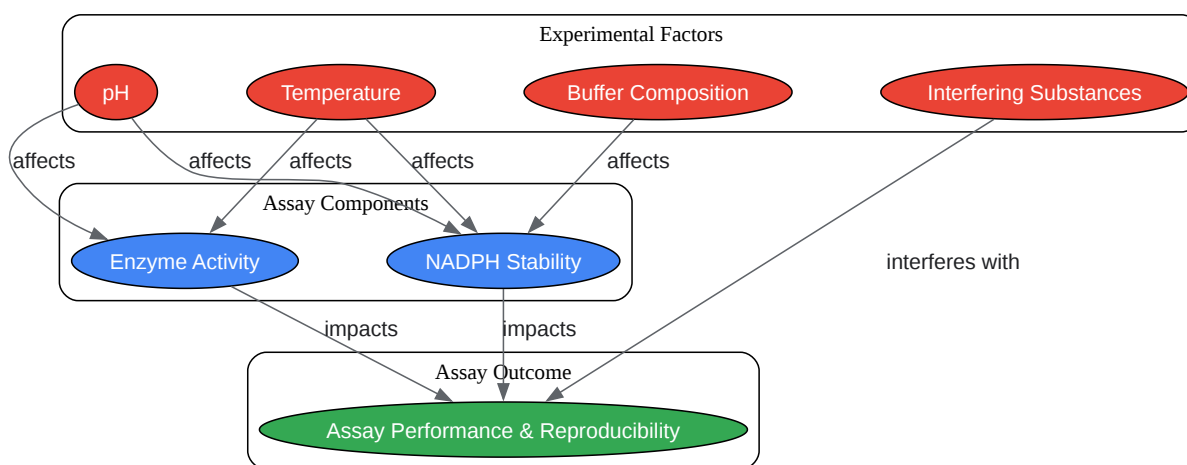 Experimental Factors
pH
Temperature
Buffer Composition
Interfering Substances
affects
affects
affects
affects
affects
Assay Components
Enzyme Activity
NADPH Stability
interferes with
impacts
impacts
Assay Outcome
Assay Performance & Reproducibility